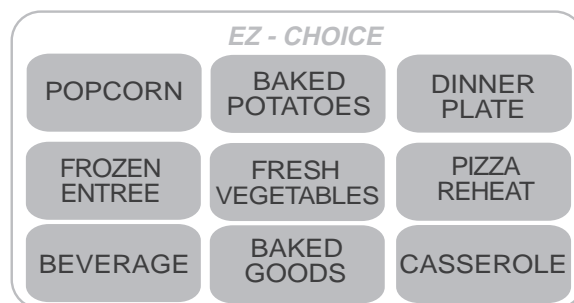 EZ - CHOICE
POPCORN
BAKED
POTATOES
DINNER
PLATE
FROZEN
ENTREE
FRESH
VEGETABLES
PIZZA
REHEAT
BEVERAGE
BAKED
GOODS
CASSEROLE